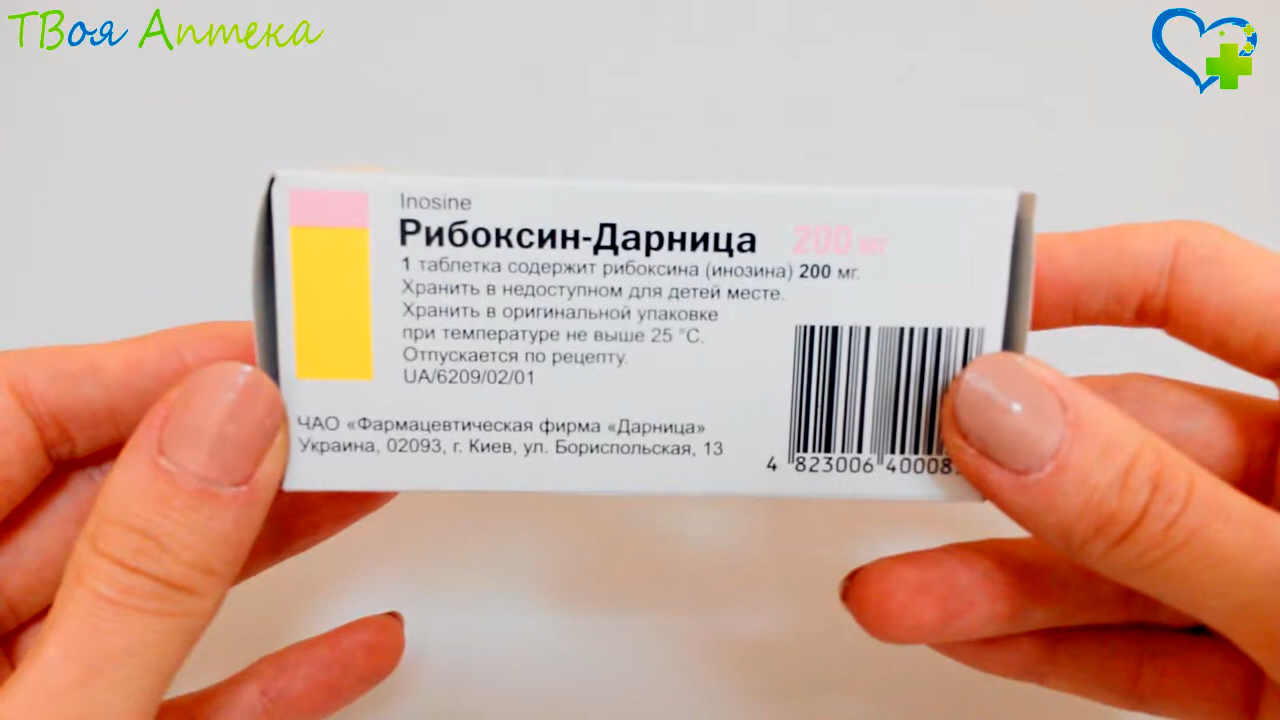 ТВоя Аптека
Inosine
Рибоксин-Дарница 200 мг
1 таблетка содержит рибоксина (инозина) 200 мг.
Хранить в недоступном для детей месте.
Хранить в оригинальной упаковке
при температуре не выше 25 °C.
Отпускается по рецепту.
UA/6209/02/01
ЧАО «Фармацевтическая фирма «Дарница»
Украина, 02093, г. Киев, ул. Бориспольская, 13
4 823006 40008